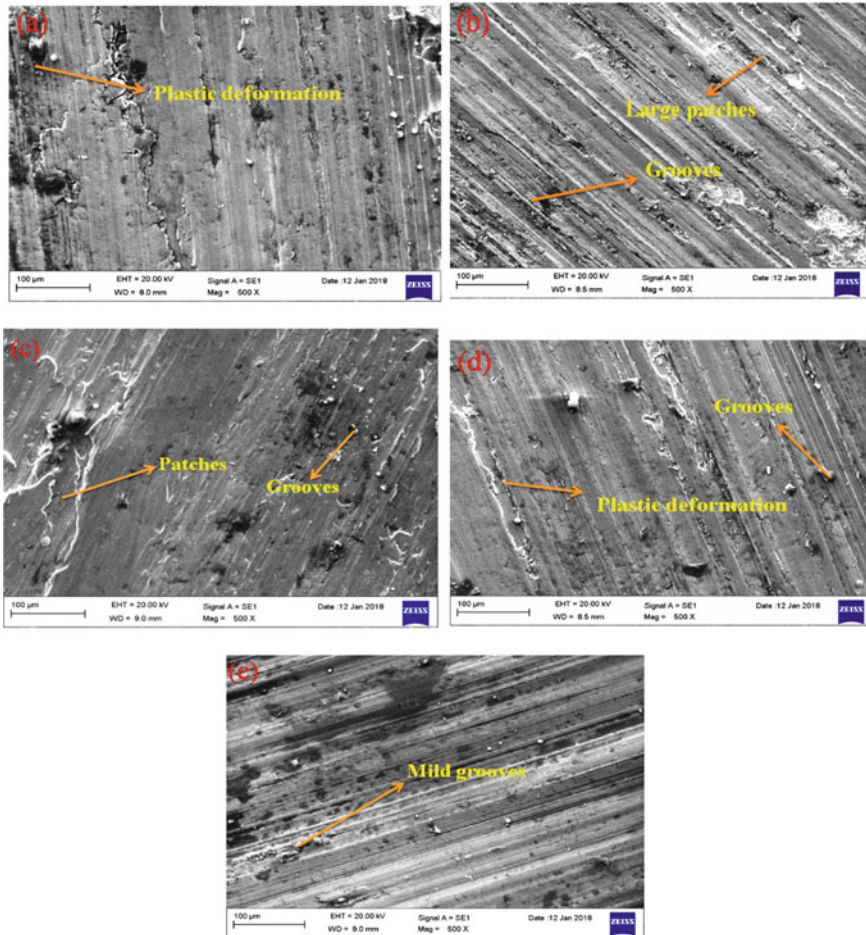 (a)
Plastic deformation
100 µm
EHT = 20.00 kV
Signal A = SE1
Date :12 Jan 2018
WD = 8.0 mm
Mag = 500 X
ZEISS
(b)
Large patches
Grooves
100 µm
EHT = 20.00 kV
Signal A = SE1
Date :12 Jan 2018
WD = 8.5 mm
Mag = 500 X
ZEISS
(c)
Patches
Grooves
100 µm
EHT = 20.00 kV
Signal A = SE1
Date :12 Jan 2018
WD = 9.0 mm
Mag = 500 X
ZEISS
(d)
Grooves
Plastic deformation
100 µm
EHT = 20.00 kV
Signal A = SE1
Date :12 Jan 2018
WD = 8.5 mm
Mag = 500 X
ZEISS
(e)
Mild grooves
100 µm
EHT = 20.00 kV
Signal A = SE1
Date :12 Jan 2018
WD = 9.0 mm
Mag = 500 X
ZEISS